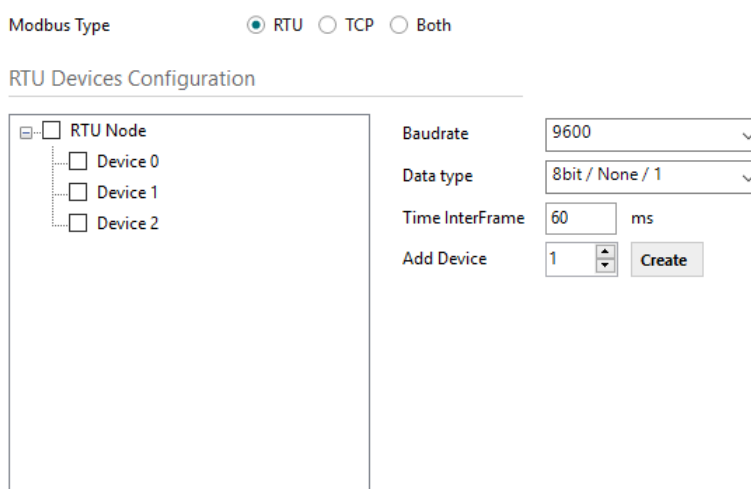 Modbus Type RTU TCP Both
RTU Devices Configuration
RTU Node
Device 0
Device 1
Device 2
Baudrate 9600
Data type 8bit / None / 1
Time InterFrame 60 ms
Add Device 1 Create